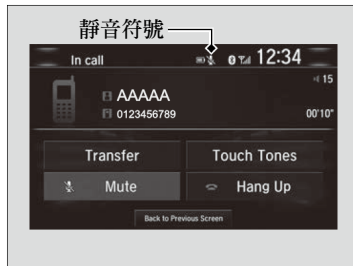 靜音符號
In call 12:34
15
AAAAA
0123456789 00'10"
Transfer Touch Tones
Mute Hang Up
Back to Previous Screen